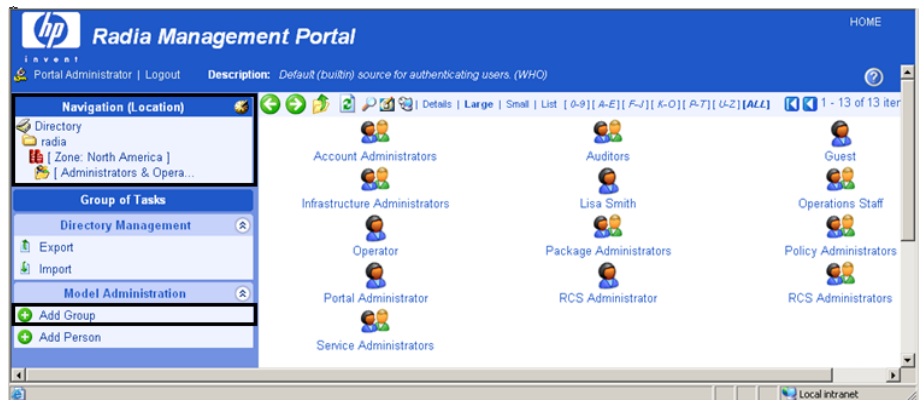 hp
invent
Radia Management Portal
HOME
Portal Administrator | Logout
Description: Default (builtin) source for authenticating users. (WHO)
Navigation (Location)
Directory
radia
[ Zone: North America ]
[ Administrators & Opera...
Group of Tasks
Directory Management
Export
Import
Model Administration
Add Group
Add Person
Details | Large | Small | List [ 0-9 ] [ A-E ] [ F-J ] [ K-O ] [ P-T ] [ U-Z ] [ALL] 1 - 13 of 13 iter
Account Administrators
Auditors
Guest
Infrastructure Administrators
Lisa Smith
Operations Staff
Operator
Package Administrators
Policy Administrators
Portal Administrator
RCS Administrator
RCS Administrators
Service Administrators
Local intranet